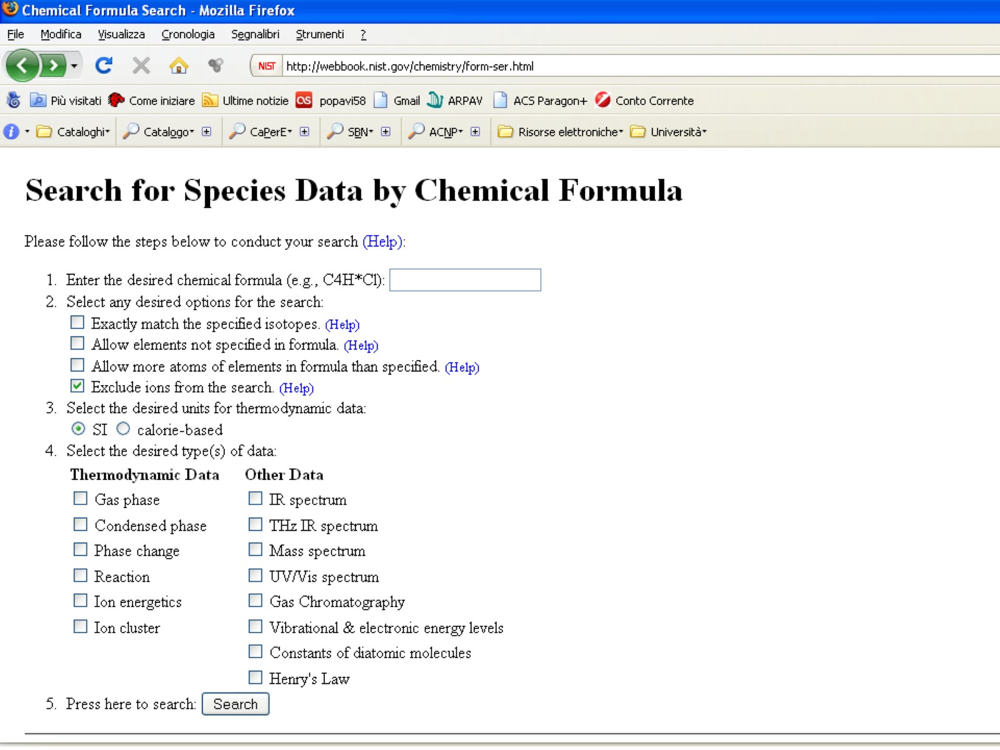 Chemical Formula Search - Mozilla Firefox
File Modifica Visualizza Cronologia Segnalibri Strumenti ?
NIST http://webbook.nist.gov/chemistry/form-ser.html
Più visitati Come iniziare Ultime notizie popavi58 Gmail ARPAV ACS Paragon+ Conto Corrente
Cataloghi Catalogo CaPerE SBN ACNP Risorse elettroniche Università
Search for Species Data by Chemical Formula
Please follow the steps below to conduct your search (Help):
1. Enter the desired chemical formula (e.g., C4H*Cl):
2. Select any desired options for the search:
Exactly match the specified isotopes. (Help)
Allow elements not specified in formula. (Help)
Allow more atoms of elements in formula than specified. (Help)
Exclude ions from the search. (Help)
3. Select the desired units for thermodynamic data:
SI calorie-based
4. Select the desired type(s) of data:
Thermodynamic Data Other Data
Gas phase IR spectrum
Condensed phase THz IR spectrum
Phase change Mass spectrum
Reaction UV/Vis spectrum
Ion energetics Gas Chromatography
Ion cluster Vibrational & electronic energy levels
Constants of diatomic molecules
Henry's Law
5. Press here to search: Search